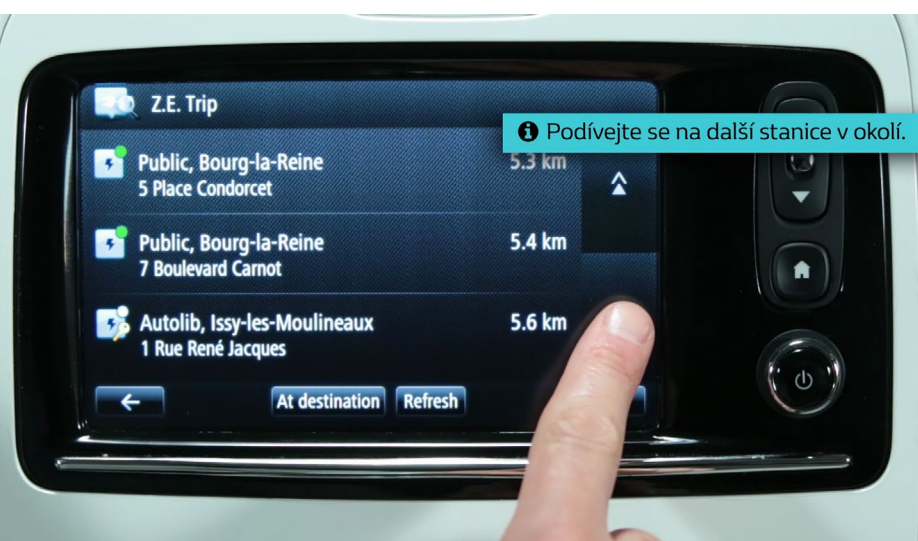 Z.E. Trip
Podívejte se na další stanice v okolí.
Public, Bourg-la-Reine 5.3 km
5 Place Condorcet
Public, Bourg-la-Reine 5.4 km
7 Boulevard Carnot
Autolib, Issy-les-Moulineaux 5.6 km
1 Rue René Jacques
At destination Refresh